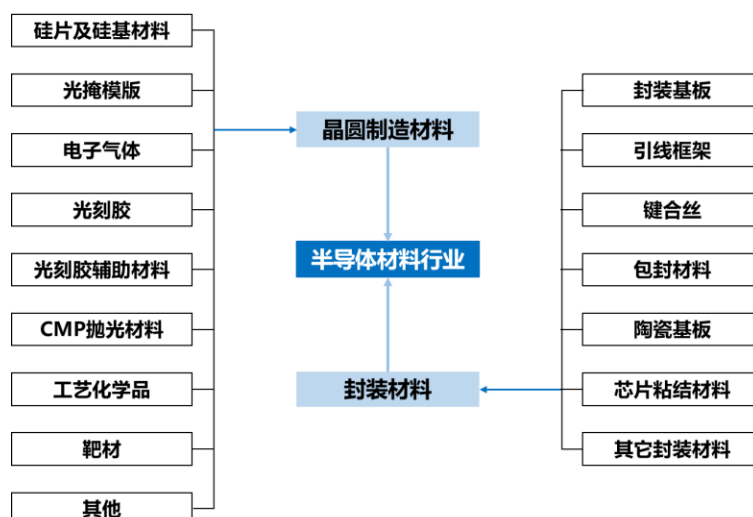 硅片及硅基材料
光掩模版
电子气体
光刻胶
光刻胶辅助材料
CMP抛光材料
工艺化学品
靶材
其他
晶圆制造材料
半导体材料行业
封装材料
封装基板
引线框架
键合丝
包封材料
陶瓷基板
芯片粘结材料
其它封装材料